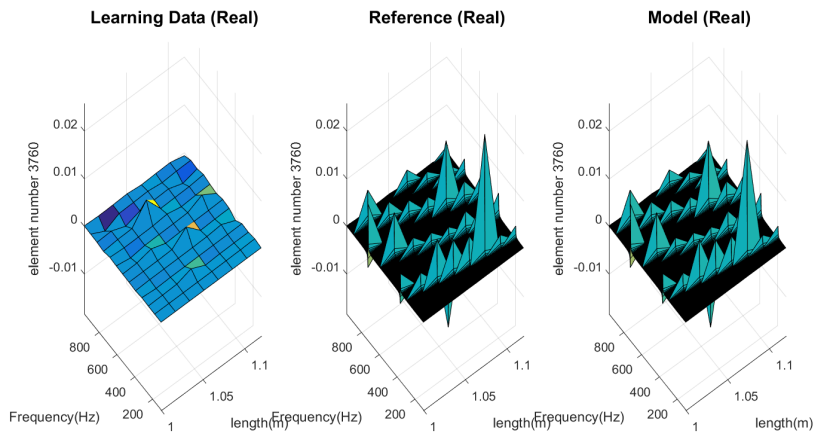 Learning Data (Real)
0.02
0.01
0
-0.01
element number 3760
800
600
400
200
Frequency(Hz)
1
1.05
1.1
length(m)
Reference (Real)
0.02
0.01
0
-0.01
element number 3760
800
600
400
200
Frequency(Hz)
1
1.05
1.1
length(m)
Model (Real)
0.02
0.01
0
-0.01
element number 3760
800
600
400
200
Frequency(Hz)
1
1.05
1.1
length(m)